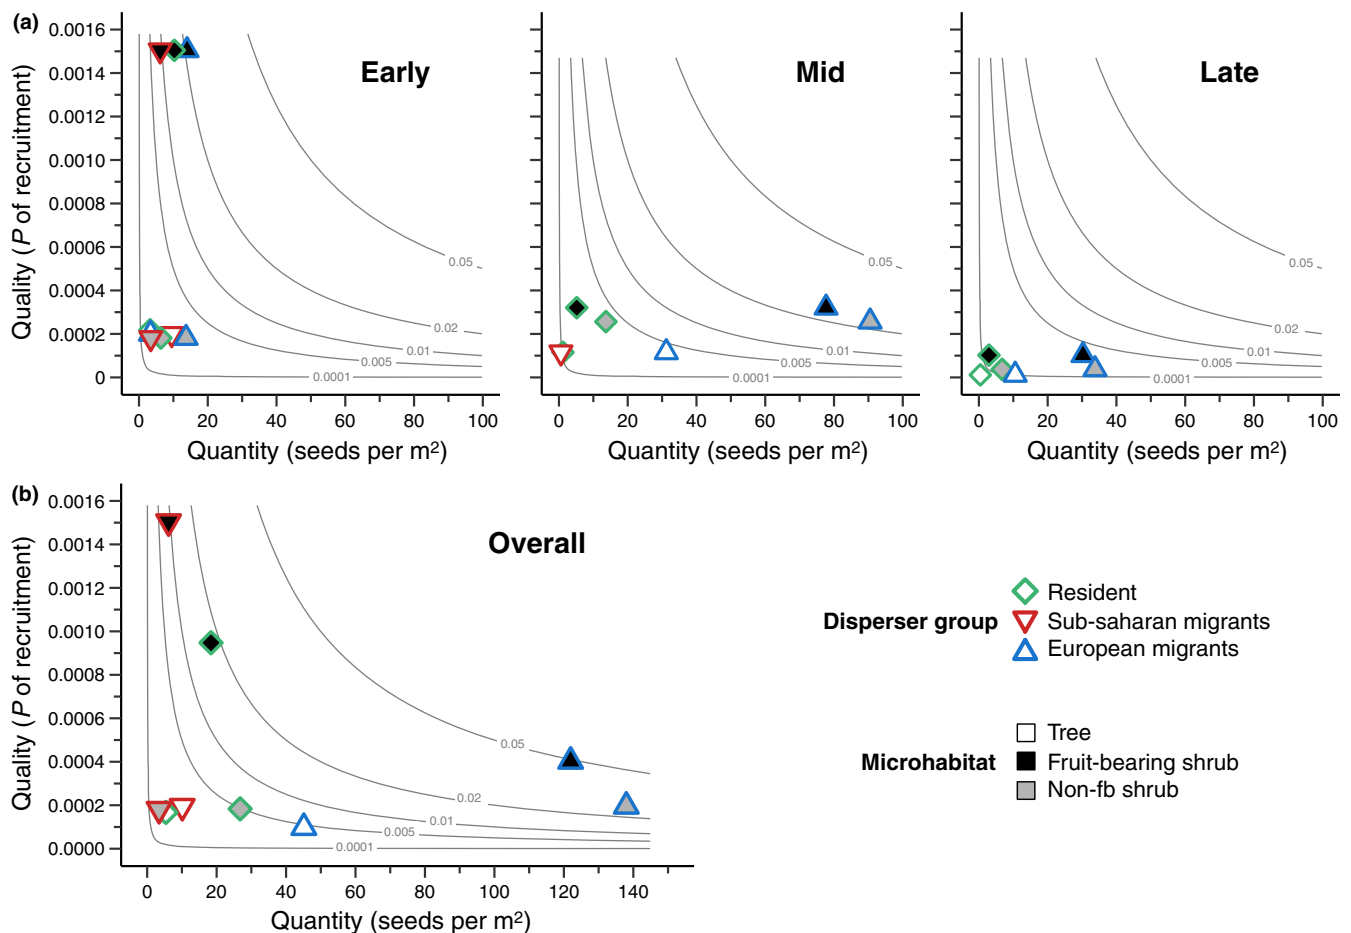 (a)
Early
Mid
Late
Quality (P of recruitment)
0.0016
0.0014
0.0012
0.0010
0.0008
0.0006
0.0004
0.0002
0
0.05
0.02
0.01
0.005
0.0001
0.05
0.02
0.01
0.005
0.0001
0.05
0.02
0.01
0.005
0.0001
0 20 40 60 80 100
0 20 40 60 80 100
0 20 40 60 80 100
Quantity (seeds per m²)
Quantity (seeds per m²)
Quantity (seeds per m²)
(b)
Overall
Quality (P of recruitment)
0.0016
0.0014
0.0012
0.0010
0.0008
0.0006
0.0004
0.0002
0.0000
0.05
0.02
0.01
0.005
0.0001
0 20 40 60 80 100 120 140
Quantity (seeds per m²)
Disperser group
Resident
Sub-saharan migrants
European migrants
Microhabitat
Tree
Fruit-bearing shrub
Non-fb shrub